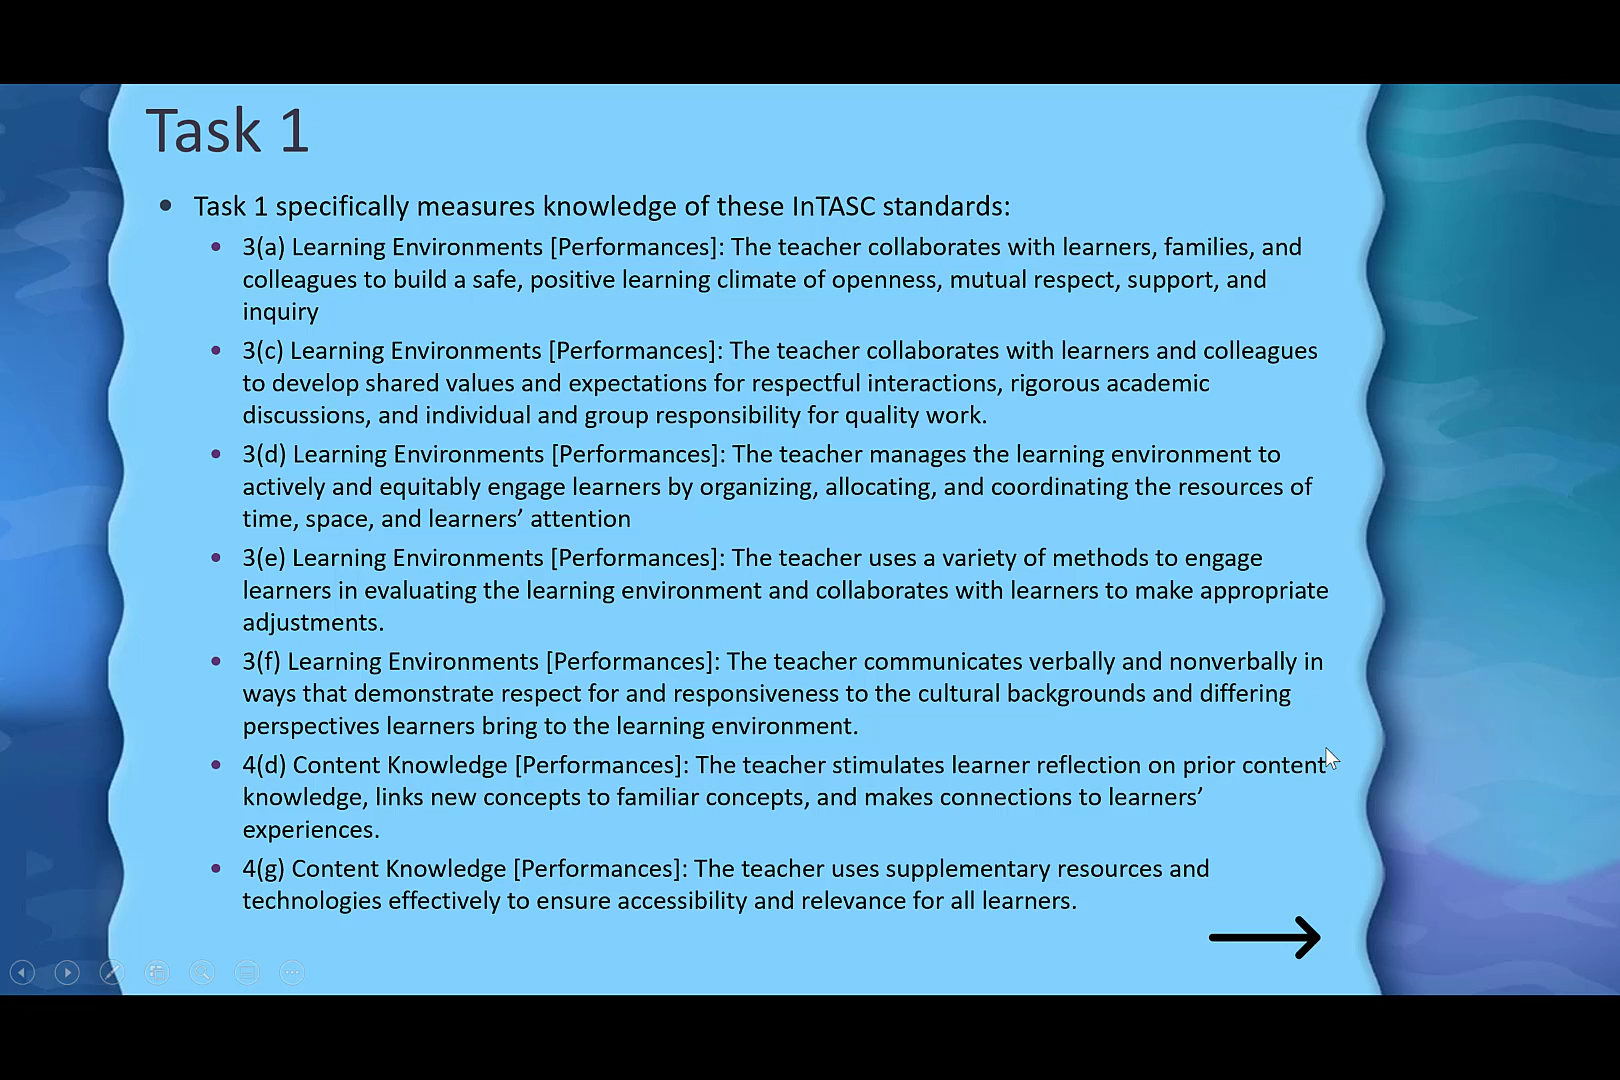 Task 1
Task 1 specifically measures knowledge of these InTASC standards:
3(a) Learning Environments [Performances]: The teacher collaborates with learners, families, and
colleagues to build a safe, positive learning climate of openness, mutual respect, support, and
inquiry
3(c) Learning Environments [Performances]: The teacher collaborates with learners and colleagues
to develop shared values and expectations for respectful interactions, rigorous academic
discussions, and individual and group responsibility for quality work.
3(d) Learning Environments [Performances]: The teacher manages the learning environment to
actively and equitably engage learners by organizing, allocating, and coordinating the resources of
time, space, and learners’ attention
3(e) Learning Environments [Performances]: The teacher uses a variety of methods to engage
learners in evaluating the learning environment and collaborates with learners to make appropriate
adjustments.
3(f) Learning Environments [Performances]: The teacher communicates verbally and nonverbally in
ways that demonstrate respect for and responsiveness to the cultural backgrounds and differing
perspectives learners bring to the learning environment.
4(d) Content Knowledge [Performances]: The teacher stimulates learner reflection on prior content
knowledge, links new concepts to familiar concepts, and makes connections to learners’
experiences.
4(g) Content Knowledge [Performances]: The teacher uses supplementary resources and
technologies effectively to ensure accessibility and relevance for all learners.